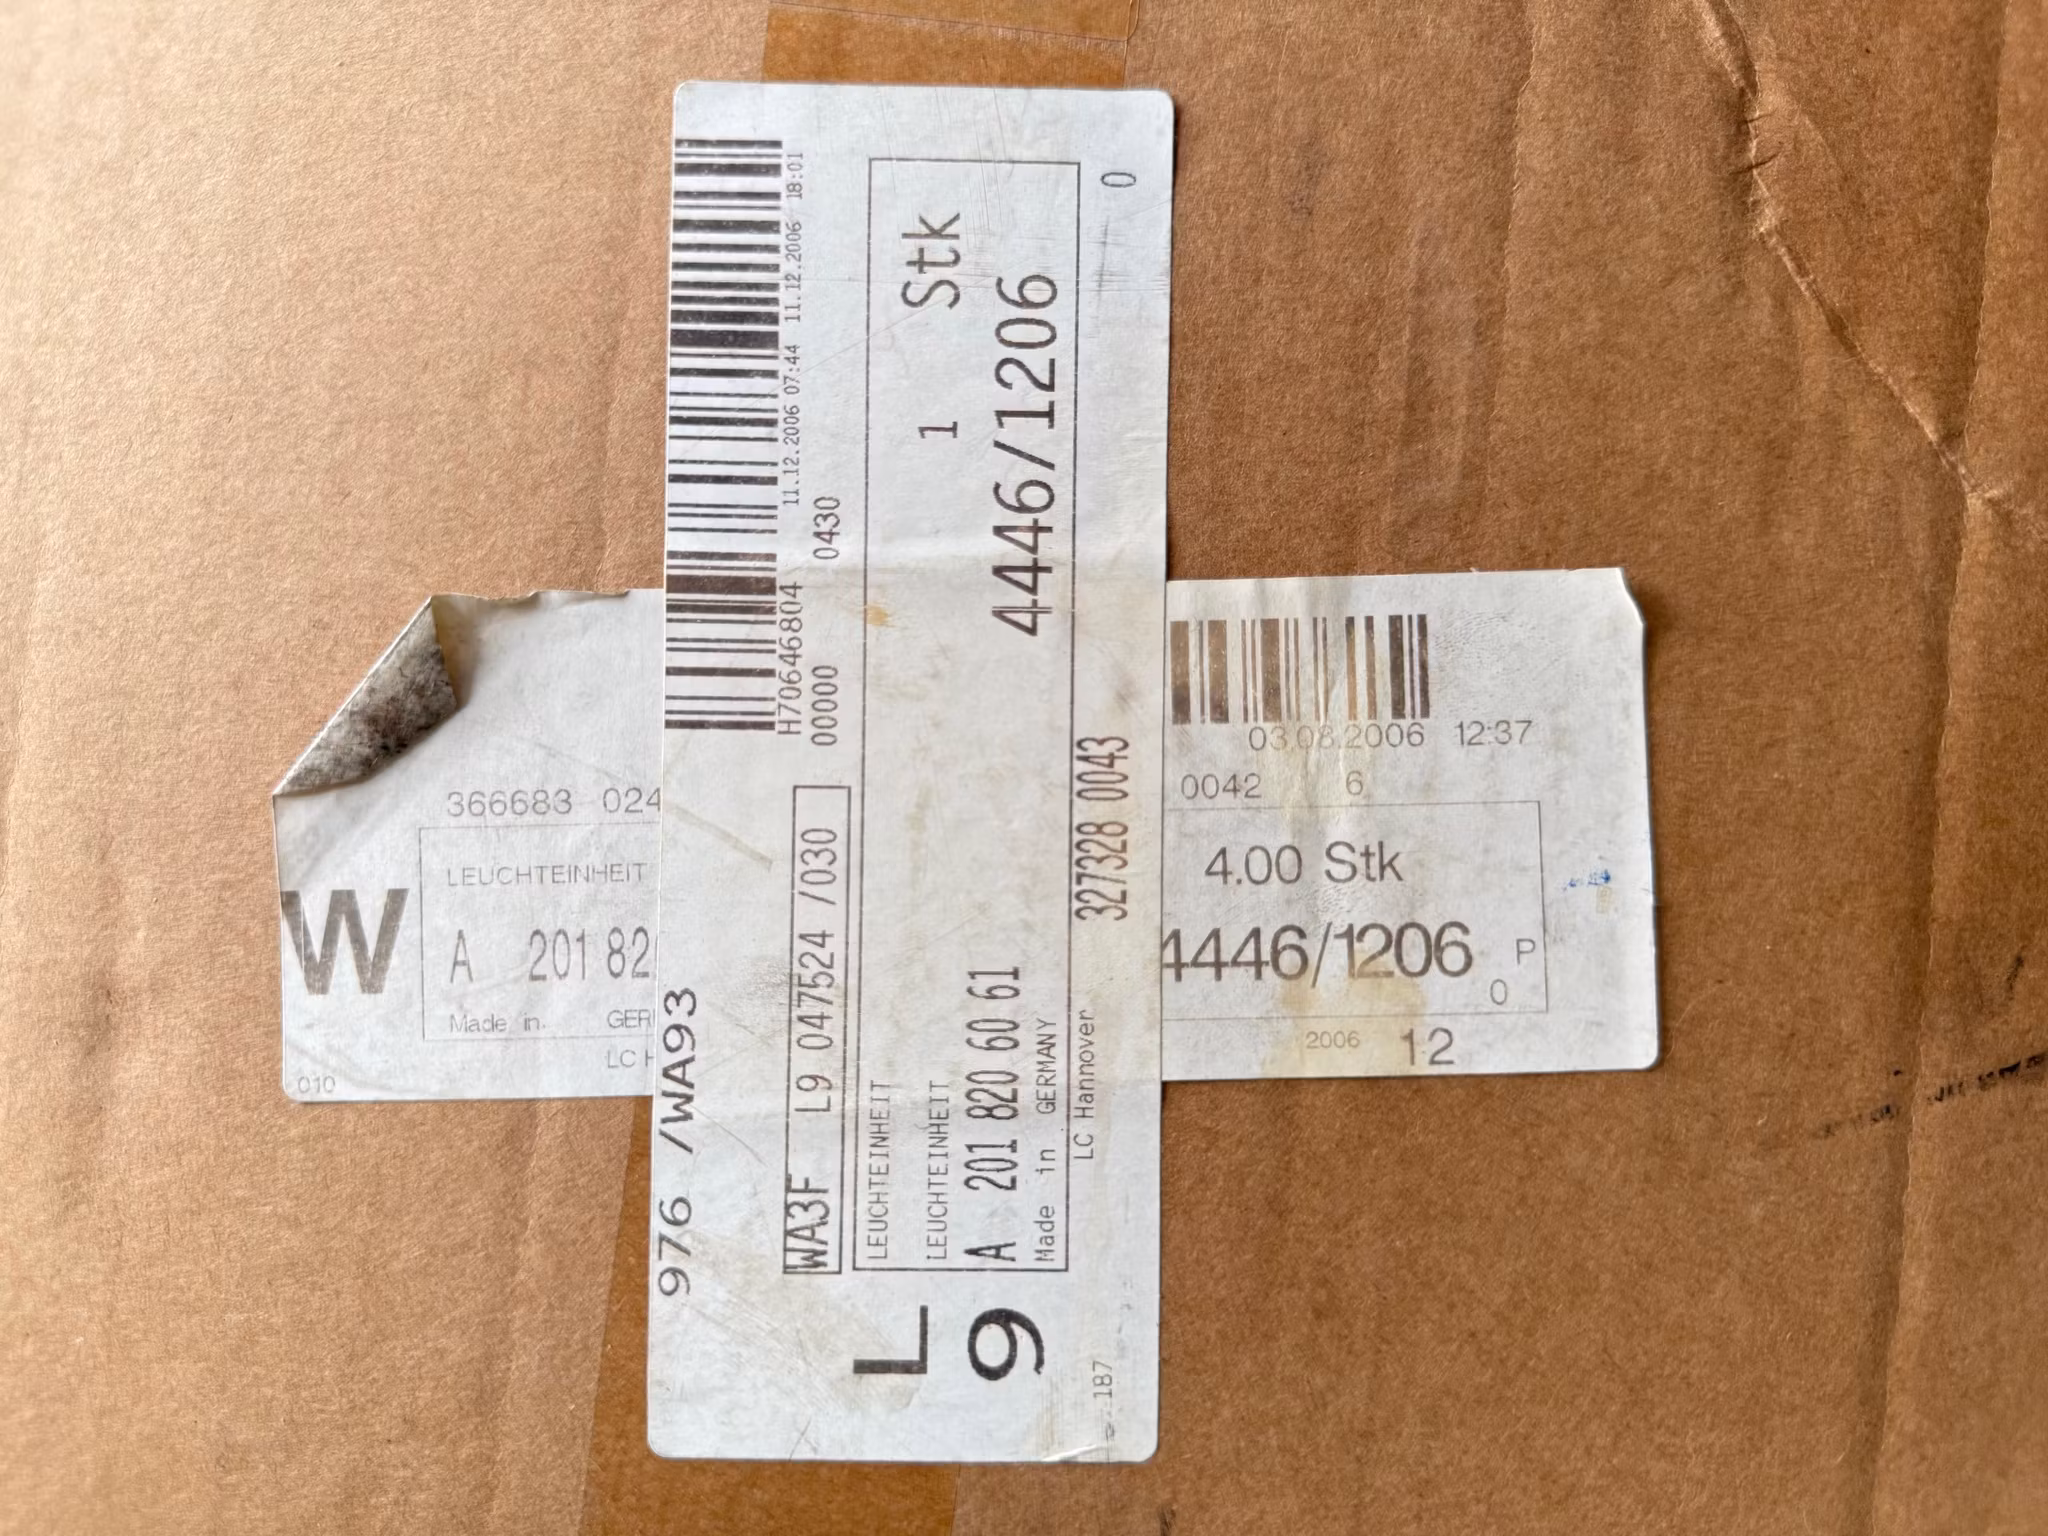 976 /WA93
H70646804
11.12.2006 07:44 11.12.2006 18:01
00000 0430
WA3F L9 047524 /030
L
9
LEUCHTEINHEIT
LEUCHTEINHEIT 1 Stk
A 201 820 60 61 4446/1206
Made in GERMANY
LC Hannover 327328 0043 0
187
03.08.2006 12:37
366683 024
0042 6
W
LEUCHTEINHEIT
4.00 Stk
A 201 82
4446/1206 P
0
Made in. GER
LC H
2006 12
010